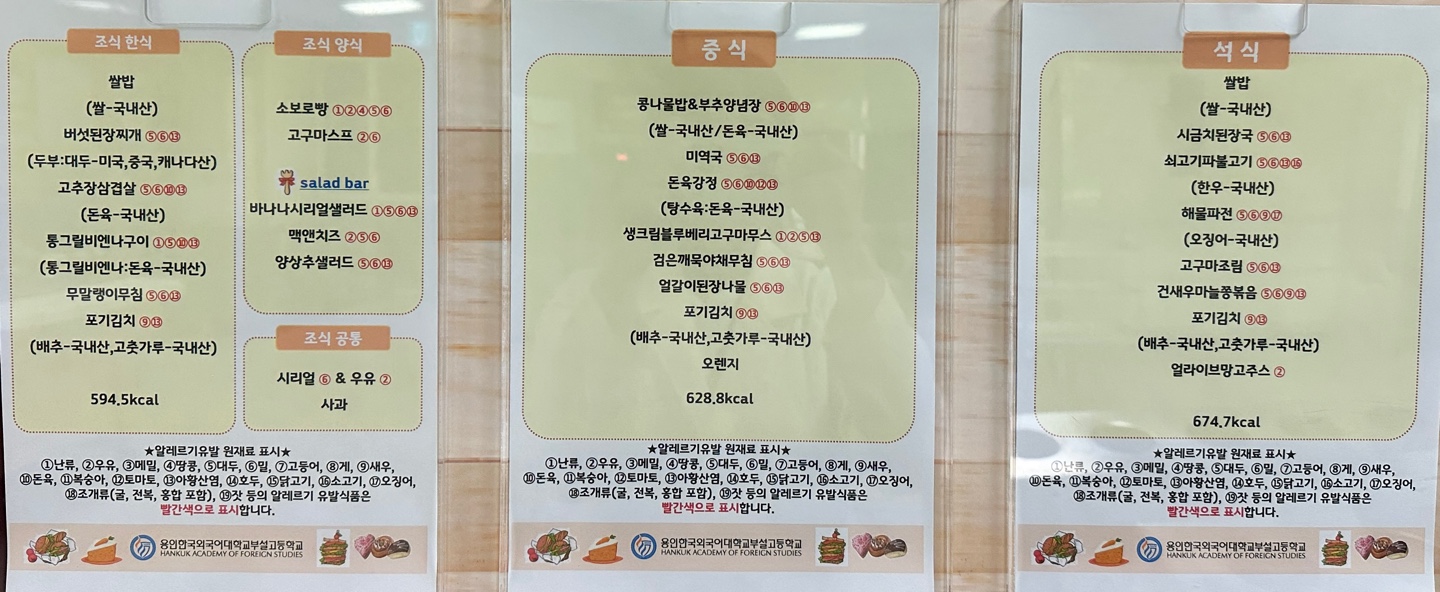 조식 한식
쌀밥
(쌀-국내산)
버섯된장찌개 ⑤⑥⑬
(두부:대두-미국,중국,캐나다산)
고추장삼겹살 ⑤⑥⑩⑬
(돈육-국내산)
통그릴비엔나구이 ①⑤⑩⑬
(통그릴비엔나:돈육-국내산)
무말랭이무침 ⑤⑥⑬
포기김치 ⑨⑬
(배추-국내산,고춧가루-국내산)
594.5kcal
조식 양식
소보로빵 ①②④⑤⑥
고구마스프 ②⑥
salad bar
바나나시리얼샐러드 ①⑤⑥⑬
맥앤치즈 ②⑤⑥
양상추샐러드 ⑤⑥⑬
조식 공통
시리얼 ⑥ & 우유 ②
사과
★알레르기유발 원재료 표시★
①난류, ②우유, ③메밀, ④땅콩, ⑤대두, ⑥밀, ⑦고등어, ⑧게, ⑨새우,
⑩돈육, ⑪복숭아, ⑫토마토, ⑬아황산염, ⑭호두, ⑮닭고기, ⑯소고기, ⑰오징어,
⑱조개류(굴, 전복, 홍합 포함), ⑲잣 등의 알레르기 유발식품은
빨간색으로 표시합니다.
용인한국외국어대학교부설고등학교
HANKUK ACADEMY OF FOREIGN STUDIES
중식
콩나물밥&부추양념장 ⑤⑥⑩⑬
(쌀-국내산/돈육-국내산)
미역국 ⑤⑥⑬
돈육강정 ⑤⑥⑩⑫⑬
(탕수육:돈육-국내산)
생크림블루베리고구마무스 ①②⑤⑬
검은깨묵야채무침 ⑤⑥⑬
얼갈이된장나물 ⑤⑥⑬
포기김치 ⑨⑬
(배추-국내산,고춧가루-국내산)
오렌지
628.8kcal
★알레르기유발 원재료 표시★
①난류, ②우유, ③메밀, ④땅콩, ⑤대두, ⑥밀, ⑦고등어, ⑧게, ⑨새우,
⑩돈육, ⑪복숭아, ⑫토마토, ⑬아황산염, ⑭호두, ⑮닭고기, ⑯소고기, ⑰오징어,
⑱조개류(굴, 전복, 홍합 포함), ⑲잣 등의 알레르기 유발식품은
빨간색으로 표시합니다.
용인한국외국어대학교부설고등학교
HANKUK ACADEMY OF FOREIGN STUDIES
석식
쌀밥
(쌀-국내산)
시금치된장국 ⑤⑥⑬
쇠고기파불고기 ⑤⑥⑬⑯
(한우-국내산)
해물파전 ⑤⑥⑨⑰
(오징어-국내산)
고구마조림 ⑤⑥⑬
건새우마늘쫑볶음 ⑤⑥⑨⑬
포기김치 ⑨⑬
(배추-국내산,고춧가루-국내산)
얼라이브망고주스 ②
674.7kcal
★알레르기유발 원재료 표시★
①난류, ②우유, ③메밀, ④땅콩, ⑤대두, ⑥밀, ⑦고등어, ⑧게, ⑨새우,
⑩돈육, ⑪복숭아, ⑫토마토, ⑬아황산염, ⑭호두, ⑮닭고기, ⑯소고기, ⑰오징어,
⑱조개류(굴, 전복, 홍합 포함), ⑲잣 등의 알레르기 유발식품은
빨간색으로 표시합니다.
용인한국외국어대학교부설고등학교
HANKUK ACADEMY OF FOREIGN STUDIES